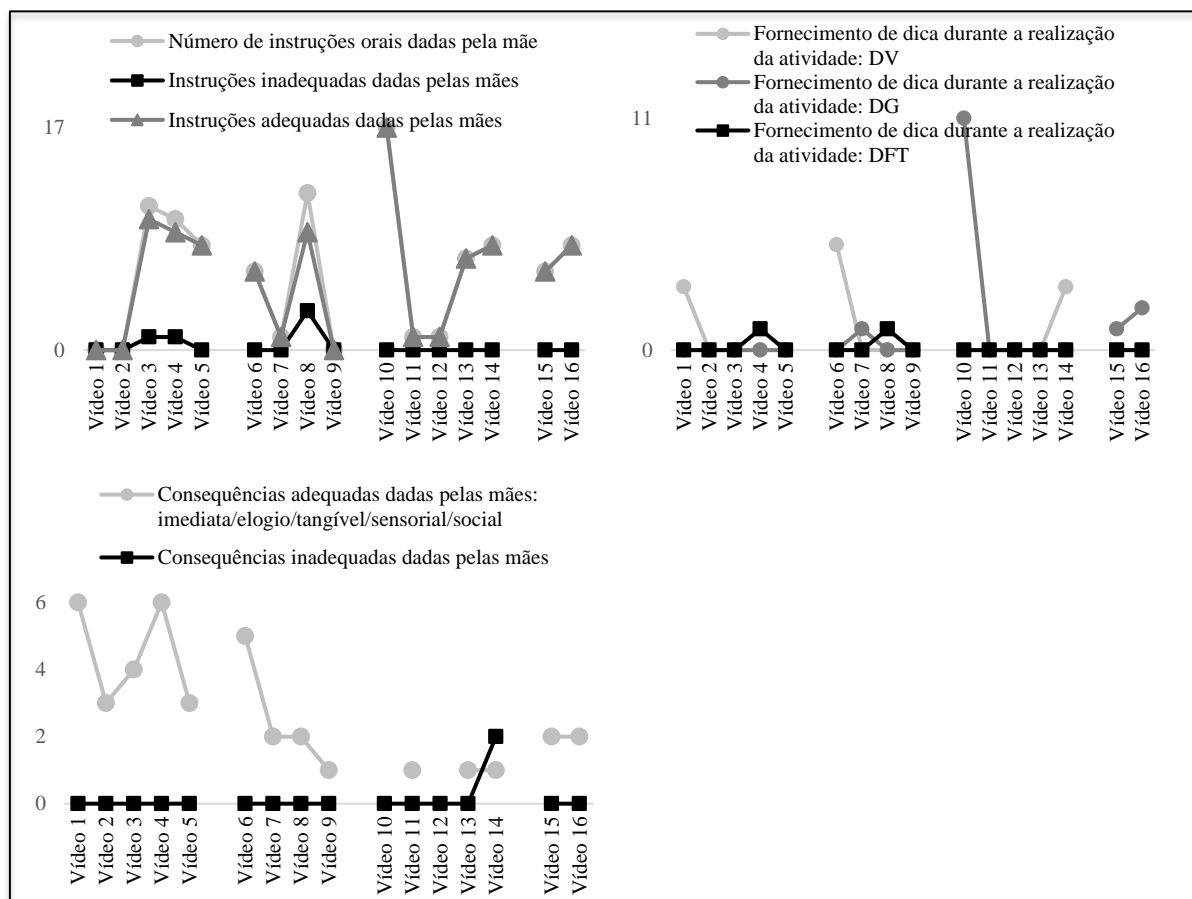 Número de instruções orais dadas pela mãe
Instruções inadequadas dadas pelas mães
Instruções adequadas dadas pelas mães
17
0
Vídeo 1
Vídeo 2
Vídeo 3
Vídeo 4
Vídeo 5
Vídeo 6
Vídeo 7
Vídeo 8
Vídeo 9
Vídeo 10
Vídeo 11
Vídeo 12
Vídeo 13
Vídeo 14
Vídeo 15
Vídeo 16
Fornecimento de dica durante a realização
da atividade: DV
Fornecimento de dica durante a realização
da atividade: DG
Fornecimento de dica durante a realização
da atividade: DFT
11
0
Vídeo 1
Vídeo 2
Vídeo 3
Vídeo 4
Vídeo 5
Vídeo 6
Vídeo 7
Vídeo 8
Vídeo 9
Vídeo 10
Vídeo 11
Vídeo 12
Vídeo 13
Vídeo 14
Vídeo 15
Vídeo 16
Consequências adequadas dadas pelas mães:
imediata/elogio/tangível/sensorial/social
Consequências inadequadas dadas pelas mães
6
4
2
0
Vídeo 1
Vídeo 2
Vídeo 3
Vídeo 4
Vídeo 5
Vídeo 6
Vídeo 7
Vídeo 8
Vídeo 9
Vídeo 10
Vídeo 11
Vídeo 12
Vídeo 13
Vídeo 14
Vídeo 15
Vídeo 16